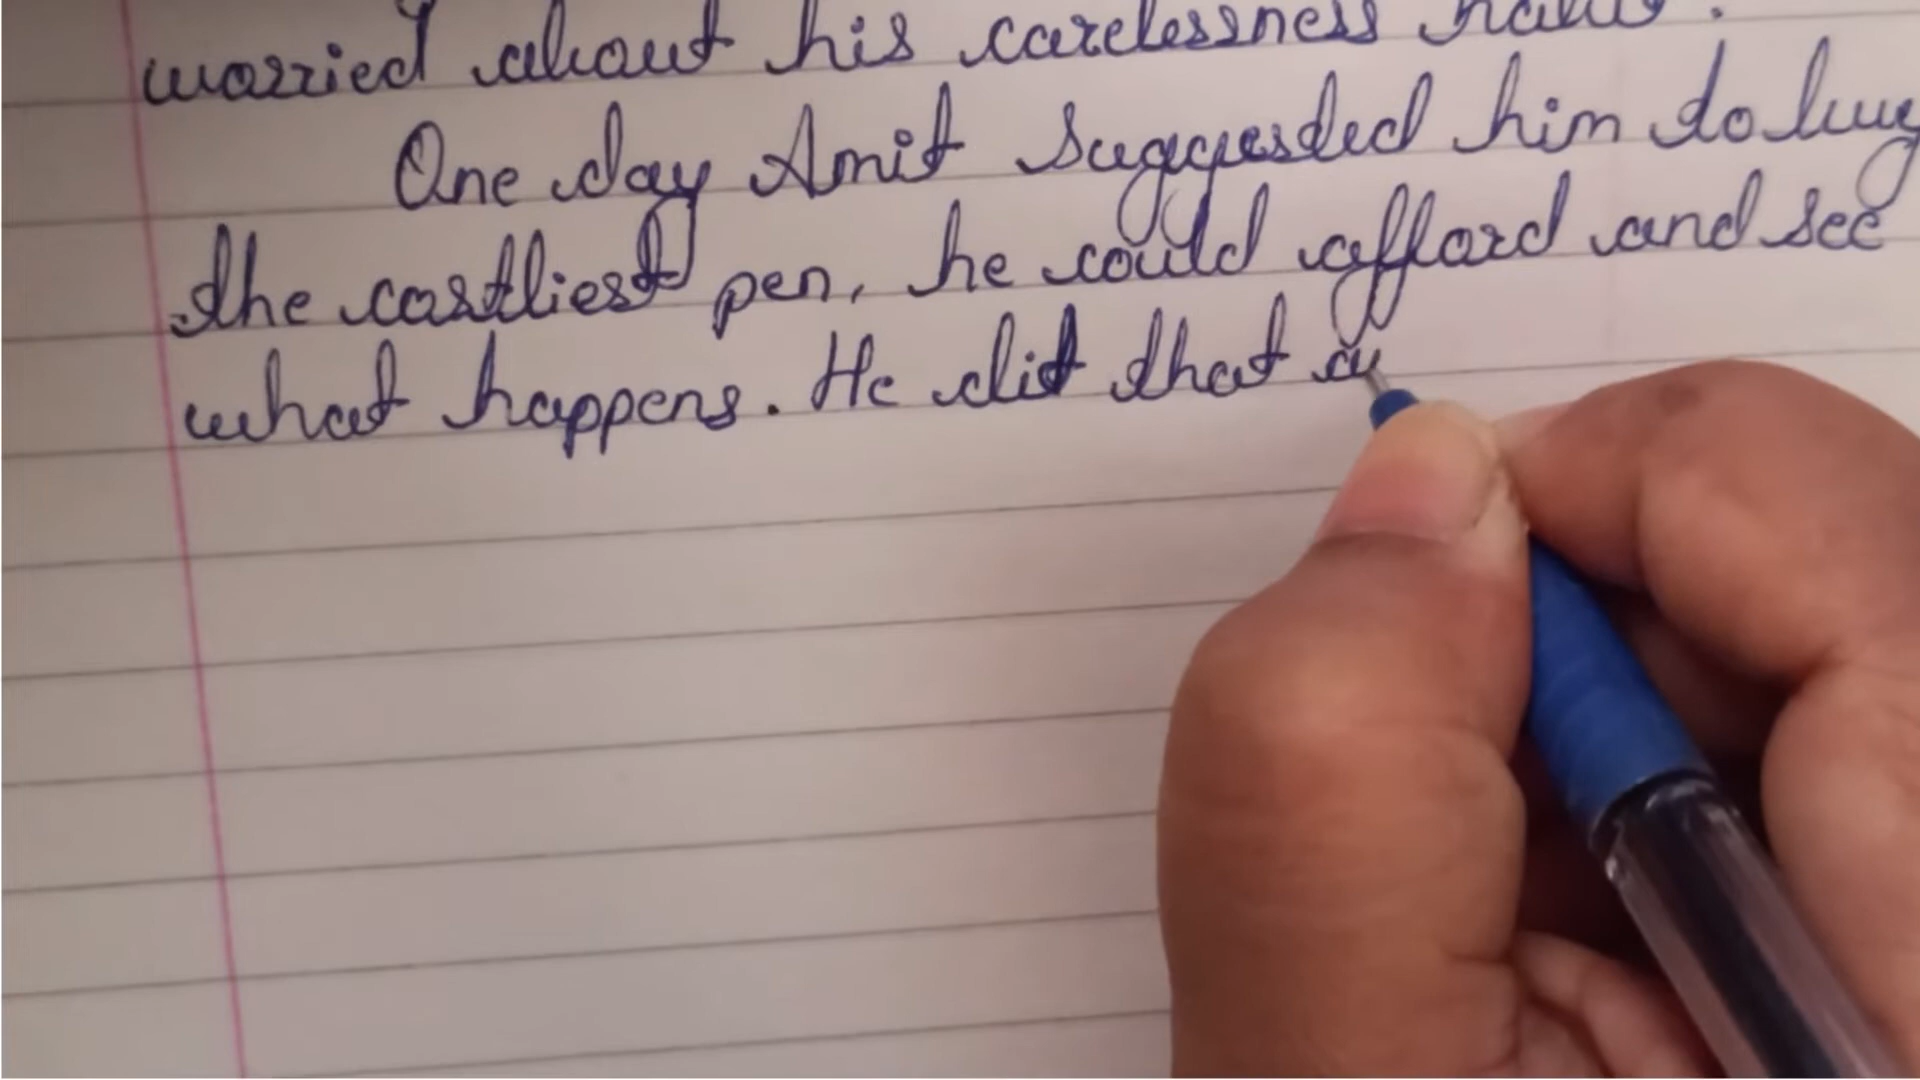 worried about his carelessness habit.
One day Amit suggested him to buy
the costliest pen, he could afford and see
what happens. He did that